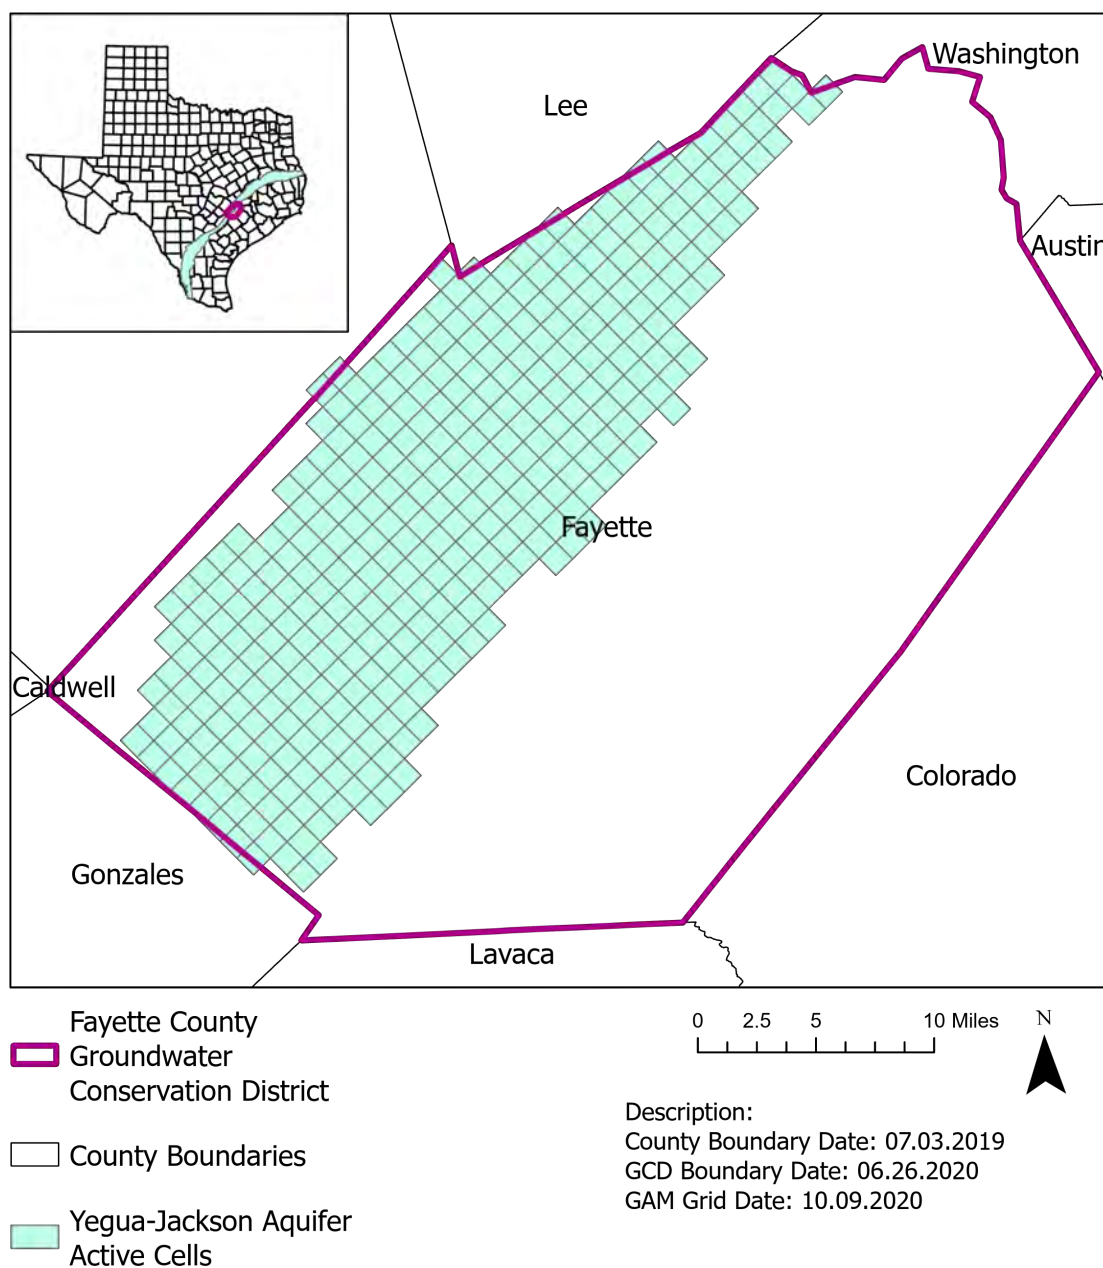 Washington
Lee
Austin
Fayette
Caldwell
Colorado
Gonzales
Lavaca
Fayette County
Groundwater
Conservation District
County Boundaries
Yegua-Jackson Aquifer
Active Cells
0 2.5 5 10 Miles
N
Description:
County Boundary Date: 07.03.2019
GCD Boundary Date: 06.26.2020
GAM Grid Date: 10.09.2020